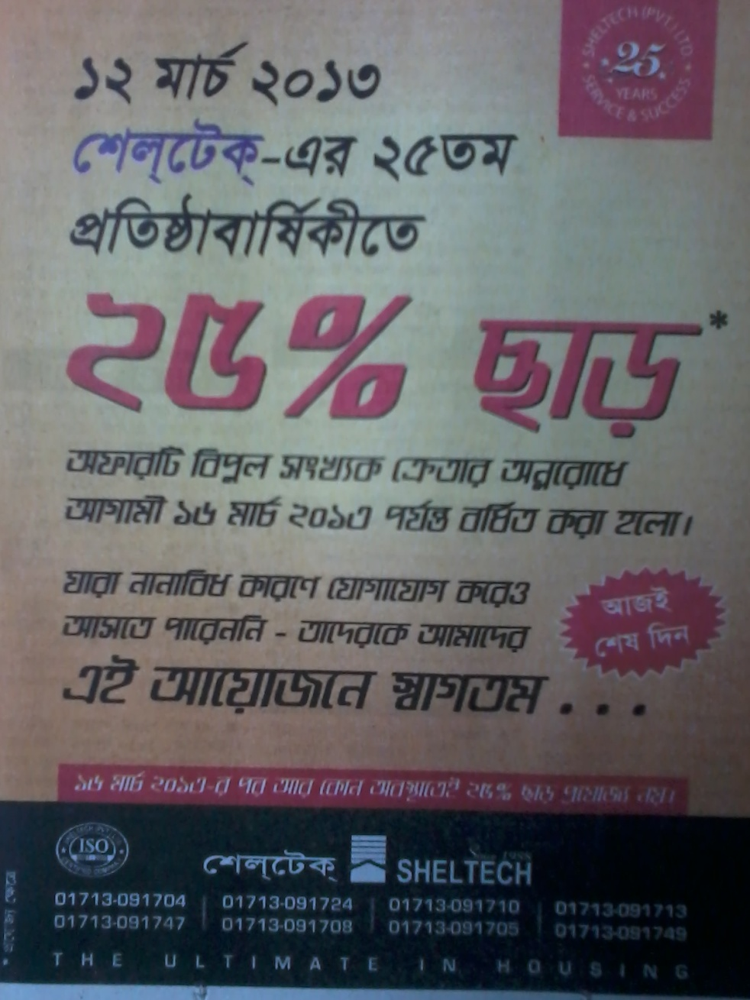 SHELTECH (PVT.) LTD.
25
YEARS
SERVICE & SUCCESS
১২ মার্চ ২০১৩
শেল্‌টেক্-এর ২৫তম
প্রতিষ্ঠাবার্ষিকীতে
২৫% ছাড়*
অফারটি বিপুল সংখ্যক ক্রেতার অনুরোধে
আগামী ১৬ মার্চ ২০১৩ পর্যন্ত বর্ধিত করা হলো।
যারা নানাবিধ কারণে যোগাযোগ করেও
আসতে পারেননি - তাদেরকে আমাদের
এই আয়োজনে স্বাগতম . . .
আজই
শেষ দিন
১৬ মার্চ ২০১৩-র পর আর কোন অবস্থাতেই ২৫% ছাড় প্রযোজ্য নয়।
ISO
শেল্‌টেক্ SHELTECH
01713-091704 01713-091724 01713-091710 01713-091713
01713-091747 01713-091708 01713-091705 01713-091749
THE ULTIMATE IN HOUSING